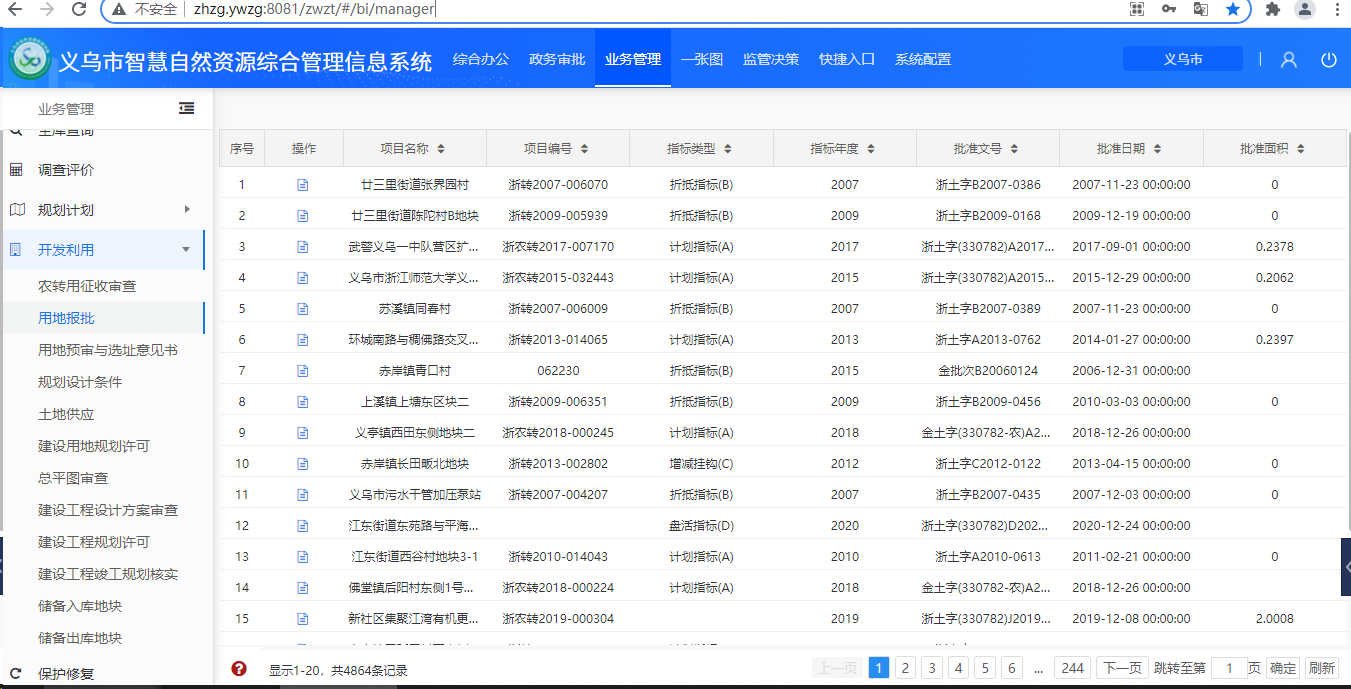 不安全 zhzg.ywzg:8081/zwzt/#/bi/manager
义乌市智慧自然资源综合管理信息系统 综合办公 政务审批 业务管理 一张图 监管决策 快捷入口 系统配置 义乌市
业务管理
全库查询
调查评价
规划计划
开发利用
农转用征收审查
用地报批
用地预审与选址意见书
规划设计条件
土地供应
建设用地规划许可
总平图审查
建设工程设计方案审查
建设工程规划许可
建设工程竣工规划核实
储备入库地块
储备出库地块
保护修复
序号 操作 项目名称 项目编号 指标类型 指标年度 批准文号 批准日期 批准面积
1 廿三里街道张界园村 浙转2007-006070 折抵指标(B) 2007 浙土字B2007-0386 2007-11-23 00:00:00 0
2 廿三里街道陈陀村B地块 浙转2009-005939 折抵指标(B) 2009 浙土字B2009-0168 2009-12-19 00:00:00 0
3 武警义乌一中队营区扩... 浙农转2017-007170 计划指标(A) 2017 浙土字(330782)A2017... 2017-09-01 00:00:00 0.2378
4 义乌市浙江师范大学义... 浙农转2015-032443 计划指标(A) 2015 浙土字(330782)A2015... 2015-12-29 00:00:00 0.2062
5 苏溪镇同春村 浙转2007-006009 折抵指标(B) 2007 浙土字B2007-0389 2007-11-23 00:00:00 0
6 环城南路与稠佛路交叉... 浙转2013-014065 计划指标(A) 2013 浙土字A2013-0762 2014-01-27 00:00:00 0.2397
7 赤岸镇青口村 062230 折抵指标(B) 2015 金批次B20060124 2006-12-31 00:00:00
8 上溪镇上塘东区块二 浙转2009-006351 折抵指标(B) 2009 浙土字B2009-0456 2010-03-03 00:00:00 0
9 义亭镇西田东侧地块二 浙农转2018-000245 计划指标(A) 2018 金土字(330782-农)A2... 2018-12-26 00:00:00
10 赤岸镇长田畈北地块 浙转2013-002802 增减挂钩(C) 2012 浙土字C2012-0122 2013-04-15 00:00:00 0
11 义乌市污水干管加压泵站 浙转2007-004207 折抵指标(B) 2007 浙土字B2007-0435 2007-12-03 00:00:00 0
12 江东街道东苑路与平海... 盘活指标(D) 2020 浙土字(330782)D202... 2020-12-24 00:00:00
13 江东街道西谷村地块3-1 浙转2010-014043 计划指标(A) 2010 浙土字A2010-0613 2011-02-21 00:00:00 0
14 佛堂镇后阳村东侧1号... 浙农转2018-000224 计划指标(A) 2018 金土字(330782-农)A2... 2018-12-26 00:00:00
15 新社区集聚江湾有机更... 浙农转2019-000304 2019 浙土字(330782)J2019... 2019-12-08 00:00:00 2.0008
显示1-20，共4864条记录 上一页 1 2 3 4 5 6 ... 244 下一页 跳转至第 1 页 确定 刷新